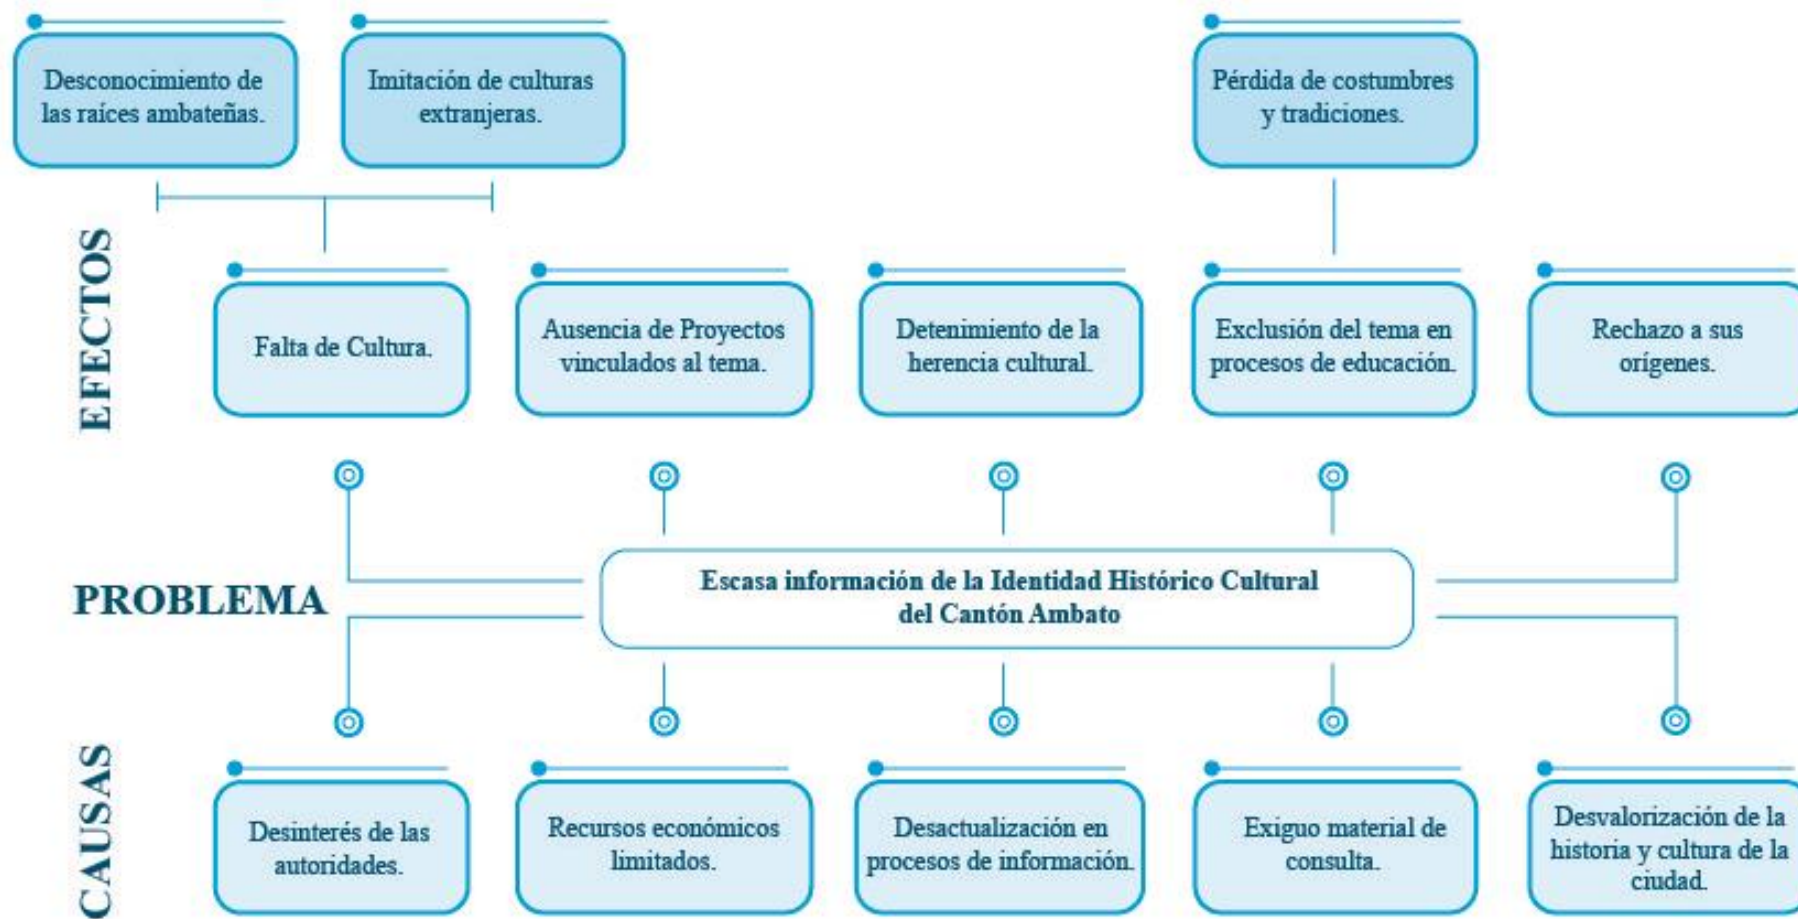 Desconocimiento de
las raíces ambateñas.
Imitación de culturas
extranjeras.
Pérdida de costumbres
y tradiciones.
EFECTOS
Falta de Cultura.
Ausencia de Proyectos
vinculados al tema.
Detenimiento de la
herencia cultural.
Exclusión del tema en
procesos de educación.
Rechazo a sus
orígenes.
PROBLEMA
Escasa información de la Identidad Histórico Cultural
del Cantón Ambato
CAUSAS
Desinterés de las
autoridades.
Recursos económicos
limitados.
Desactualización en
procesos de información.
Exiguo material de
consulta.
Desvalorización de la
historia y cultura de la
ciudad.